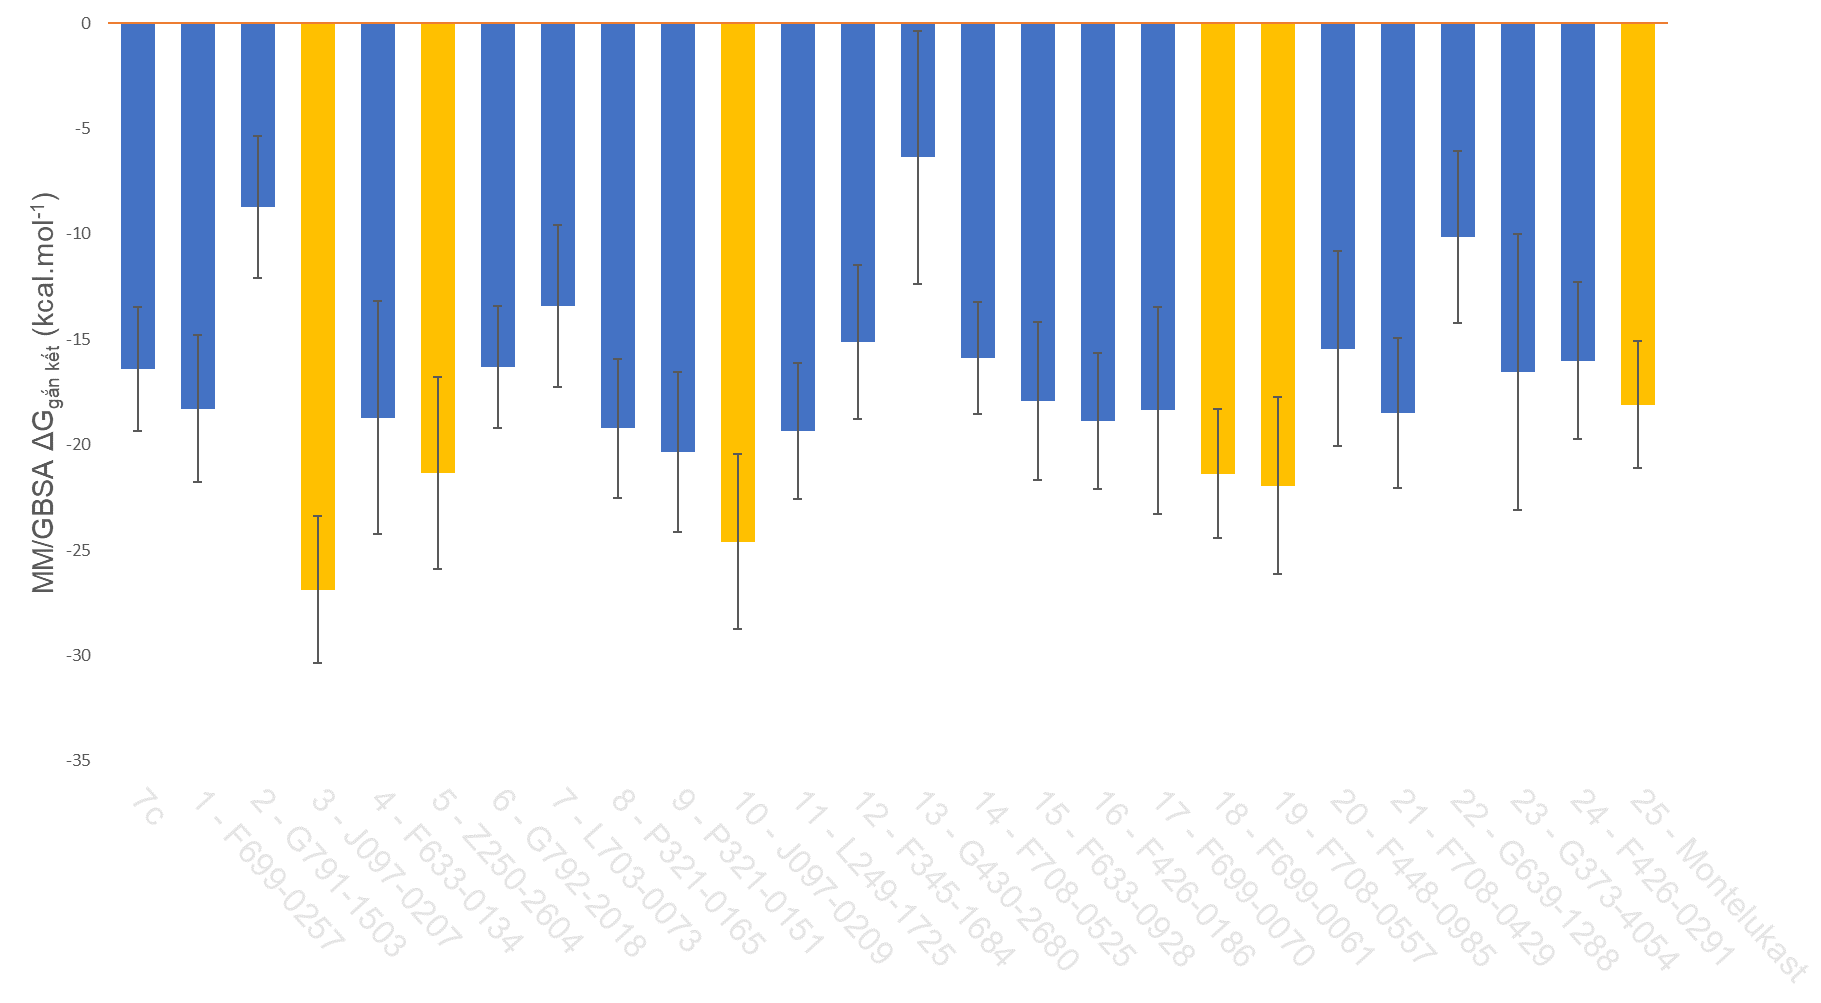 0
-5
-10
-15
-20
-25
-30
-35
MM/GBSA ΔGgắn kết (kcal.mol-1)
7c
1 - F699-0257
2 - G791-1503
3 - J097-0207
4 - F633-0134
5 - Z250-2604
6 - G792-2018
7 - L703-0073
8 - P321-0165
9 - P321-0151
10 - J097-0209
11 - L249-1725
12 - F345-1684
13 - G430-2680
14 - F708-0525
15 - F633-0928
16 - F426-0186
17 - F699-0070
18 - F699-0061
19 - F708-0557
20 - F448-0985
21 - F708-0429
22 - G639-1288
23 - G373-4054
24 - F426-0291
25 - Montelukast